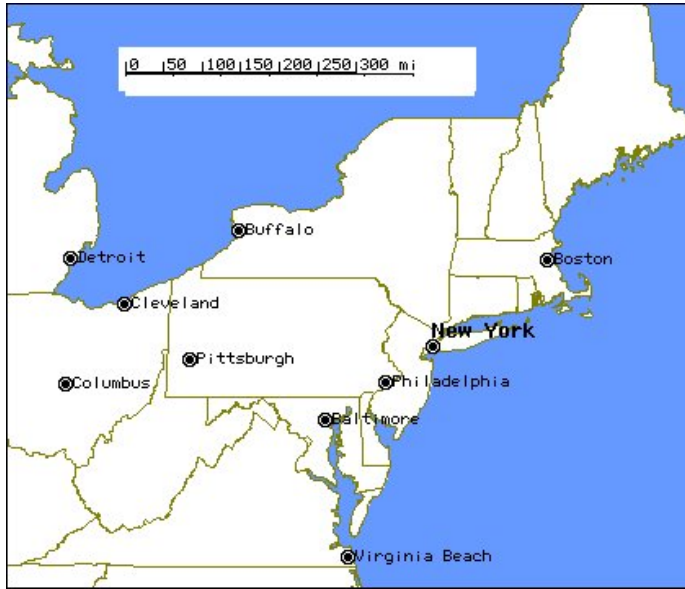 0 50 100 150 200 250 300 mi
Buffalo
Detroit
Boston
Cleveland
New York
Pittsburgh
Columbus
Philadelphia
Baltimore
Virginia Beach